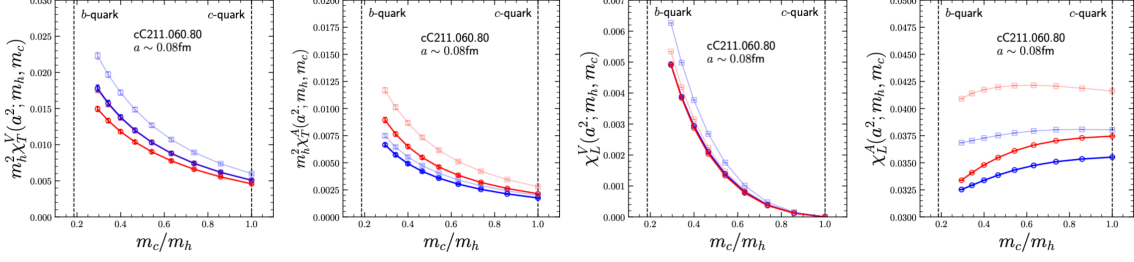 m_h^2 χ_T^V(a^2; m_h, m_c)
0.030
0.025
0.020
0.015
0.010
0.005
0.000
b-quark
c-quark
cC211.060.80
a ∼ 0.08fm
0.2
0.4
0.6
0.8
1.0
m_c/m_h
m_h^2 χ_T^A(a^2; m_h, m_c)
0.0200
0.0175
0.0150
0.0125
0.0100
0.0075
0.0050
0.0025
0.0000
b-quark
c-quark
cC211.060.80
a ∼ 0.08fm
0.2
0.4
0.6
0.8
1.0
m_c/m_h
χ_L^V(a^2; m_h, m_c)
0.007
0.006
0.005
0.004
0.003
0.002
0.001
0.000
b-quark
c-quark
cC211.060.80
a ∼ 0.08fm
0.2
0.4
0.6
0.8
1.0
m_c/m_h
χ_L^A(a^2; m_h, m_c)
0.0500
0.0475
0.0450
0.0425
0.0400
0.0375
0.0350
0.0325
0.0300
b-quark
c-quark
cC211.060.80
a ∼ 0.08fm
0.2
0.4
0.6
0.8
1.0
m_c/m_h